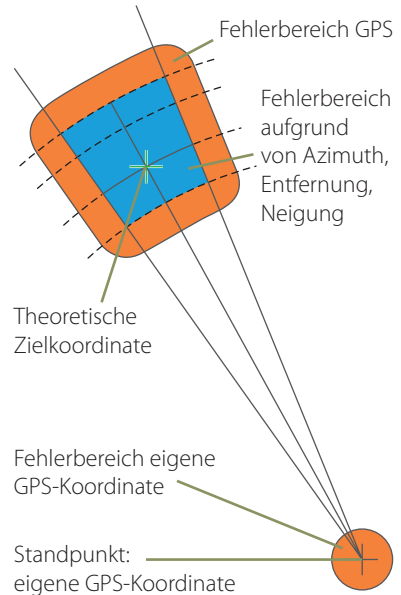 Fehlerbereich GPS
Fehlerbereich
aufgrund
von Azimuth,
Entfernung,
Neigung
Theoretische
Zielkoordinate
Fehlerbereich eigene
GPS-Koordinate
Standpunkt:
eigene GPS-Koordinate